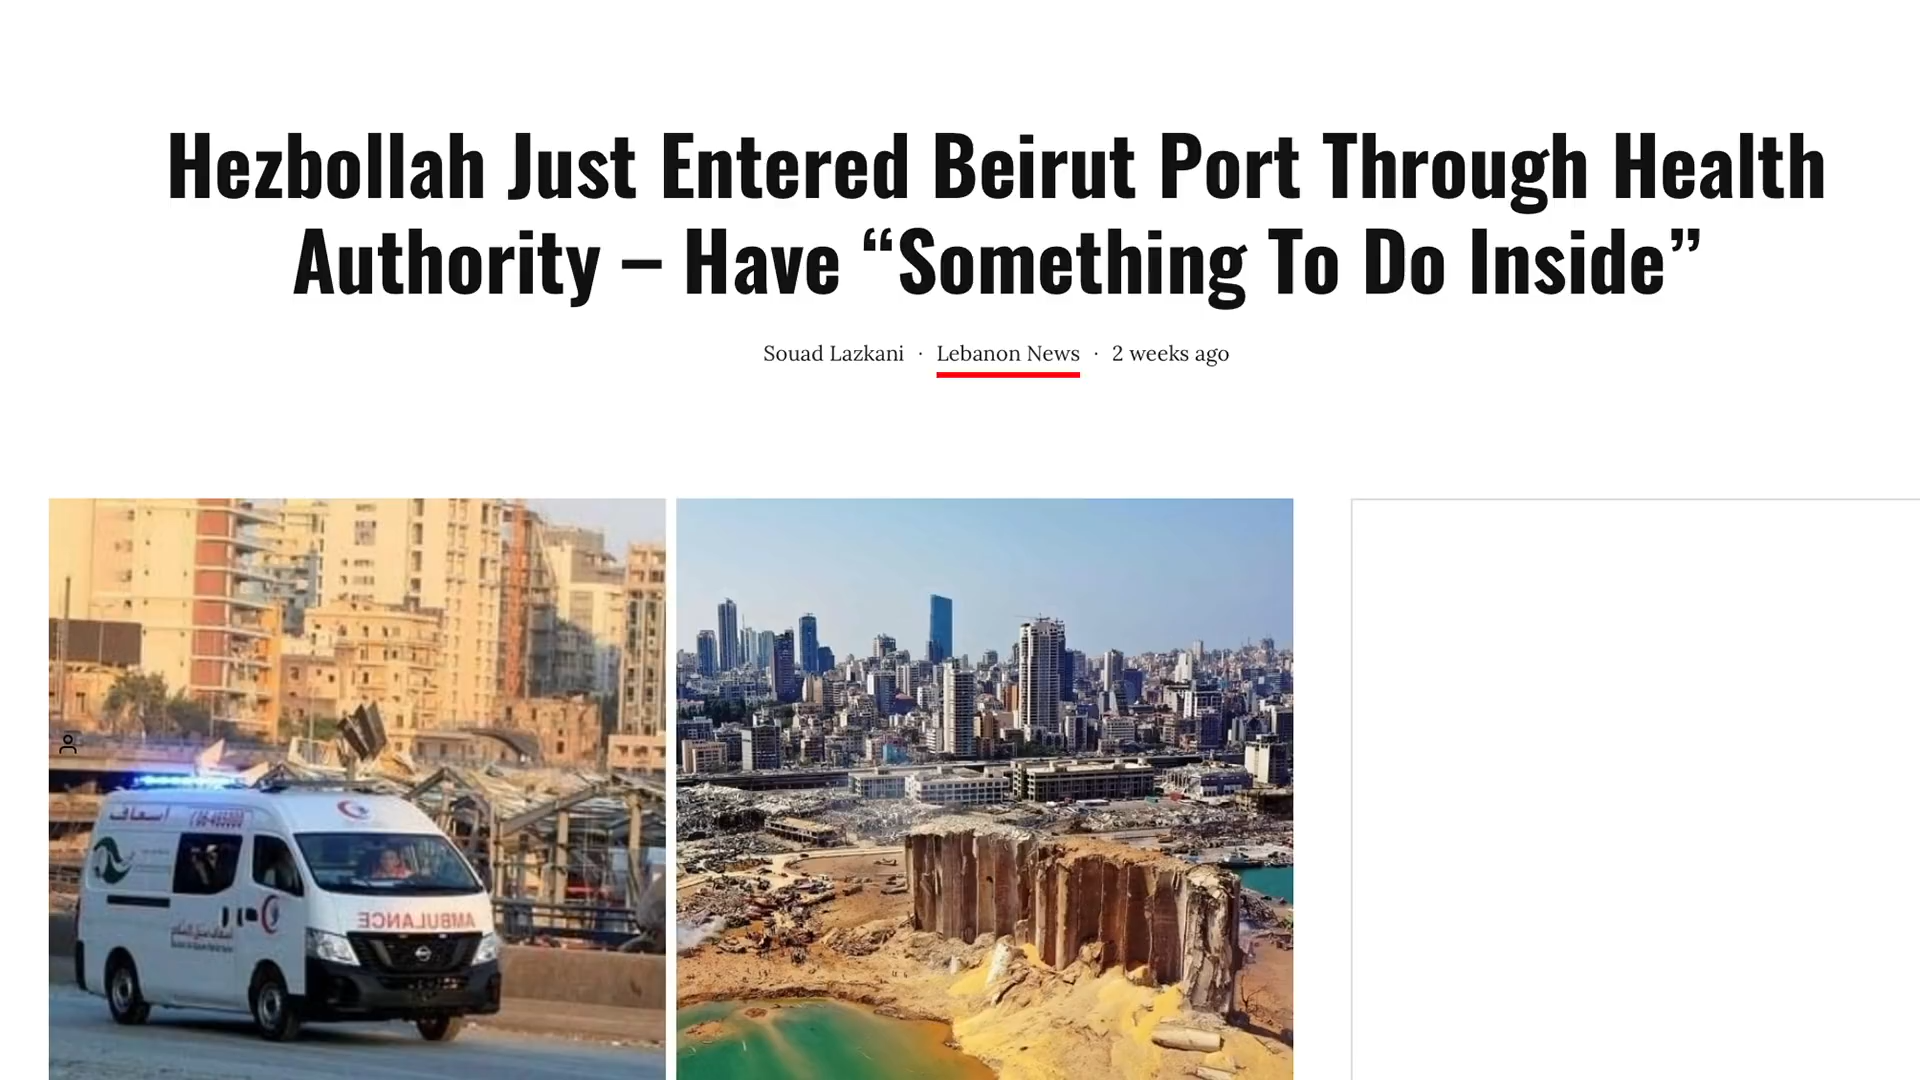 Hezbollah Just Entered Beirut Port Through Health
Authority – Have “Something To Do Inside”
Souad Lazkani · Lebanon News · 2 weeks ago
اسعاف
AMBULANCE